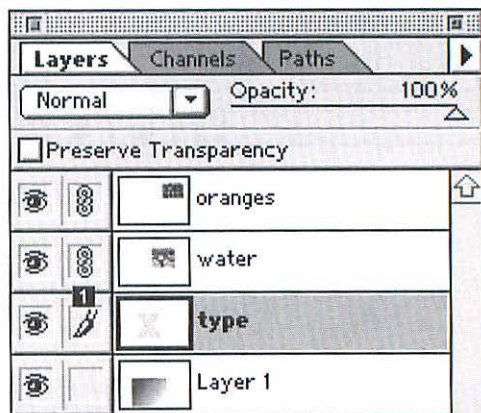 Layers Channels Paths
Normal Opacity: 100%
Preserve Transparency
oranges
water
1
type
Layer 1